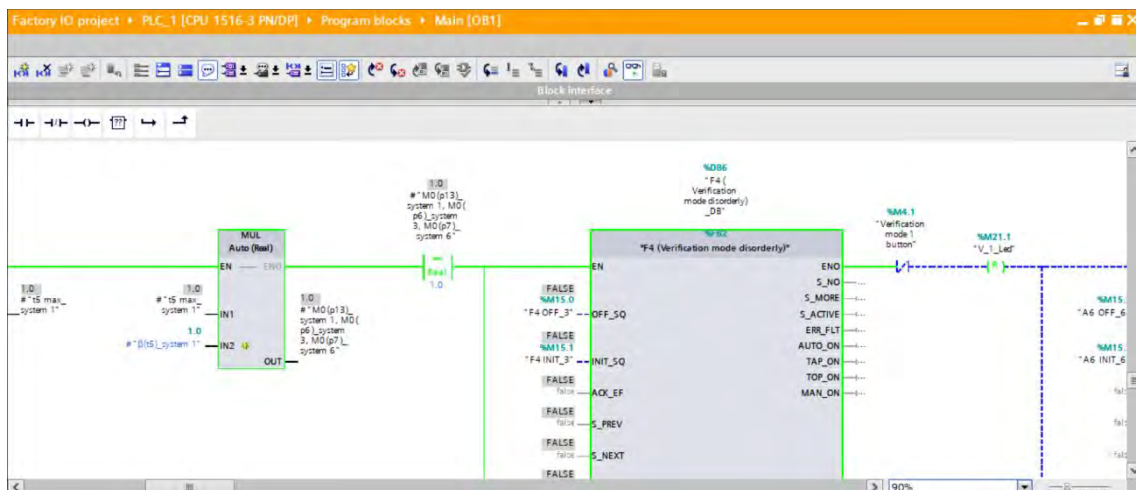 Factory IO project ▸ PLC_1 [CPU 1516-3 PN/DP] ▸ Program blocks ▸ Main [OB1]
Block interface
1.0
#"t5 max_
system 1"
MUL
Auto (Real)
EN
ENO
1.0
#"t5 max_
system 1"
IN1
1.0
#"β(t5)_system 1"
IN2
OUT
1.0
#"M0(p13)_
system 1, M0(
p6)_system
3, M0(p7)_
system 6"
1.0
#"M0(p13)_
system 1, M0(
p6)_system
3, M0(p7)_
system 6"
Real
1.0
%DB6
"F4 (
Verification
mode disorderly)
_DB"
%FB2
"F4 (Verification mode disorderly)"
EN
FALSE
%M15.0
"F4 OFF_3"
OFF_SQ
FALSE
%M15.1
"F4 INIT_3"
INIT_SQ
FALSE
false
ACK_EF
FALSE
false
S_PREV
FALSE
false
S_NEXT
FALSE
ENO
S_NO
S_MORE
S_ACTIVE
ERR_FLT
AUTO_ON
TAP_ON
TOP_ON
MAN_ON
%M4.1
"Verification
mode 1
button"
%M21.1
"V_1_Led"
R
%M15.
"A6 OFF_6
%M15.
"A6 INIT_6
90%